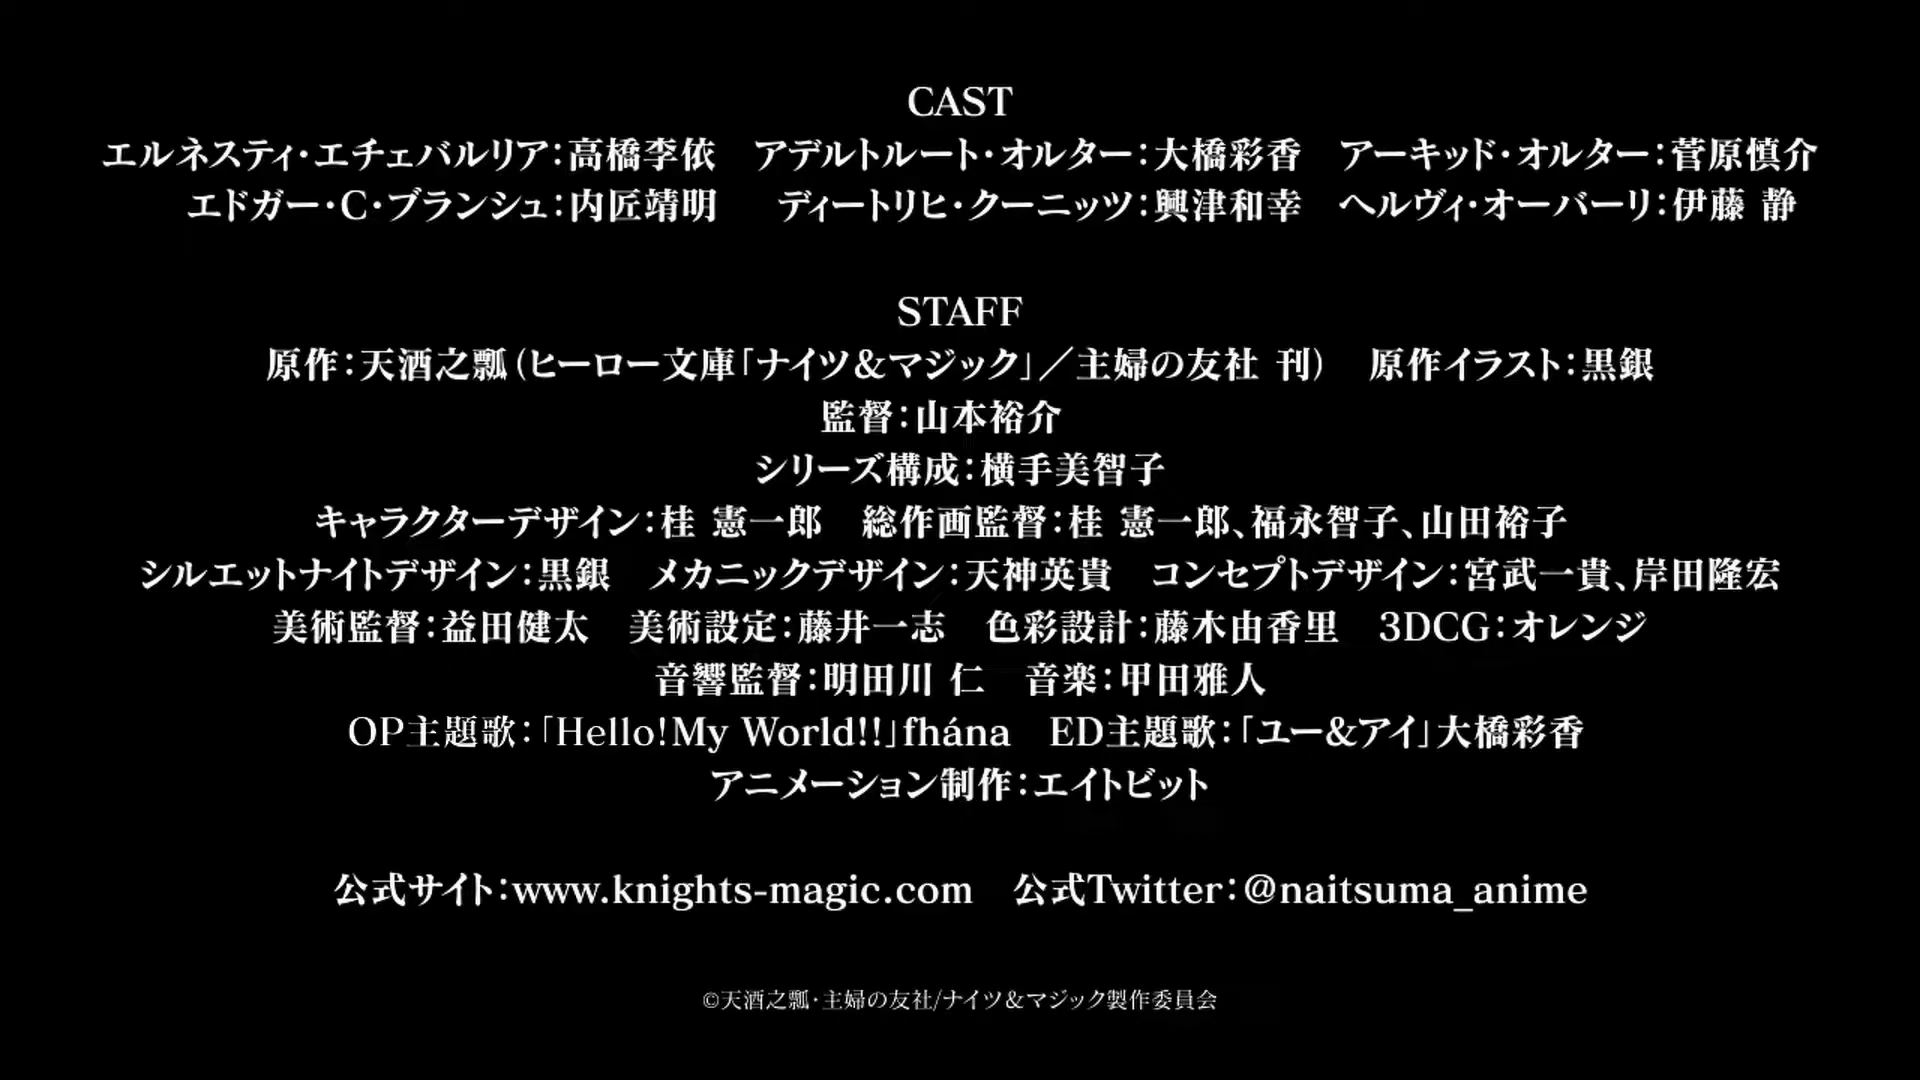 CAST
エルネスティ・エチェバルリア：高橋李依　アデルトルート・オルター：大橋彩香　アーキッド・オルター：菅原慎介
エドガー・C・ブランシュ：内匠靖明　ディートリヒ・クーニッツ：興津和幸　ヘルヴィ・オーバーリ：伊藤 静
STAFF
原作：天酒之瓢（ヒーロー文庫「ナイツ＆マジック」／主婦の友社 刊）　原作イラスト：黒銀
監督：山本裕介
シリーズ構成：横手美智子
キャラクターデザイン：桂 憲一郎　総作画監督：桂 憲一郎、福永智子、山田裕子
シルエットナイトデザイン：黒銀　メカニックデザイン：天神英貴　コンセプトデザイン：宮武一貴、岸田隆宏
美術監督：益田健太　美術設定：藤井一志　色彩設計：藤木由香里　3DCG：オレンジ
音響監督：明田川 仁　音楽：甲田雅人
OP主題歌：「Hello!My World!!」fhána　ED主題歌：「ユー&アイ」大橋彩香
アニメーション制作：エイトビット
公式サイト：www.knights-magic.com　公式Twitter：@naitsuma_anime
©天酒之瓢・主婦の友社/ナイツ＆マジック製作委員会